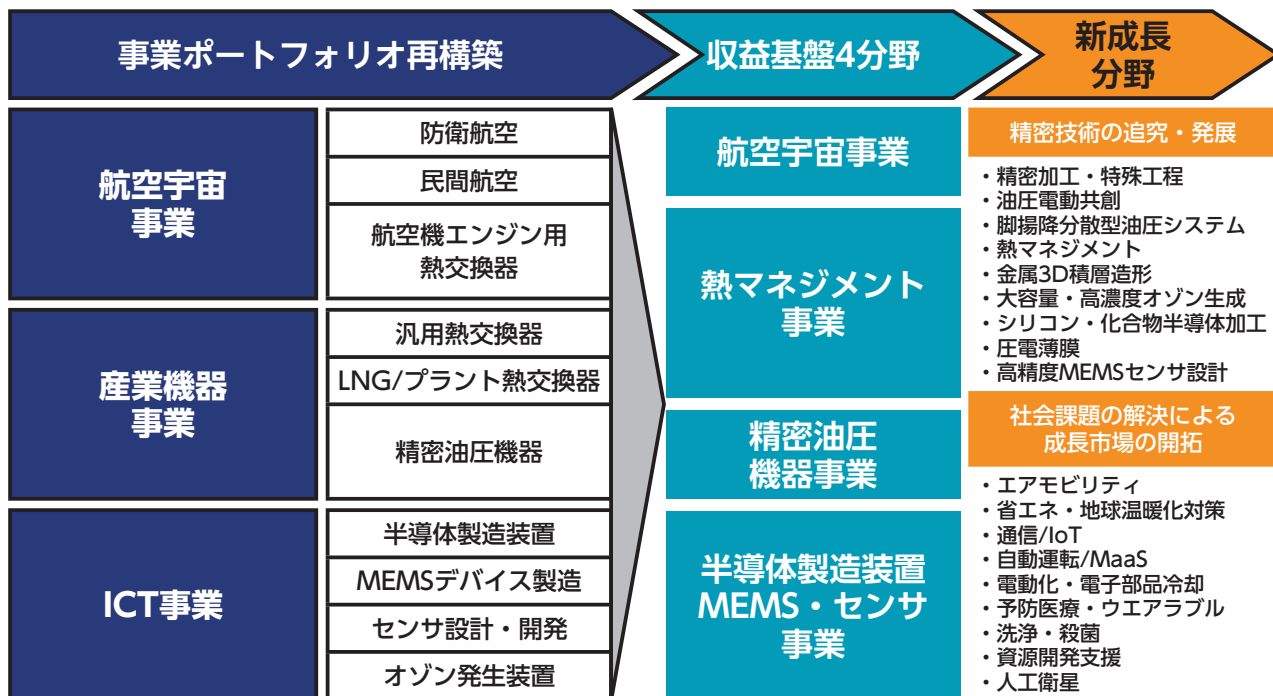 事業ポートフォリオ再構築
収益基盤4分野
新成長
分野
航空宇宙
事業
防衛航空
民間航空
航空機エンジン用
熱交換器
産業機器
事業
汎用熱交換器
LNG/プラント熱交換器
精密油圧機器
ICT事業
半導体製造装置
MEMSデバイス製造
センサ設計・開発
オゾン発生装置
航空宇宙事業
熱マネジメント
事業
精密油圧
機器事業
半導体製造装置
MEMS・センサ
事業
精密技術の追究・発展
・精密加工・特殊工程
・油圧電動共創
・脚揚降分散型油圧システム
・熱マネジメント
・金属3D積層造形
・大容量・高濃度オゾン生成
・シリコン・化合物半導体加工
・圧電薄膜
・高精度MEMSセンサ設計
社会課題の解決による
成長市場の開拓
・エアモビリティ
・省エネ・地球温暖化対策
・通信/IoT
・自動運転/MaaS
・電動化・電子部品冷却
・予防医療・ウエアラブル
・洗浄・殺菌
・資源開発支援
・人工衛星